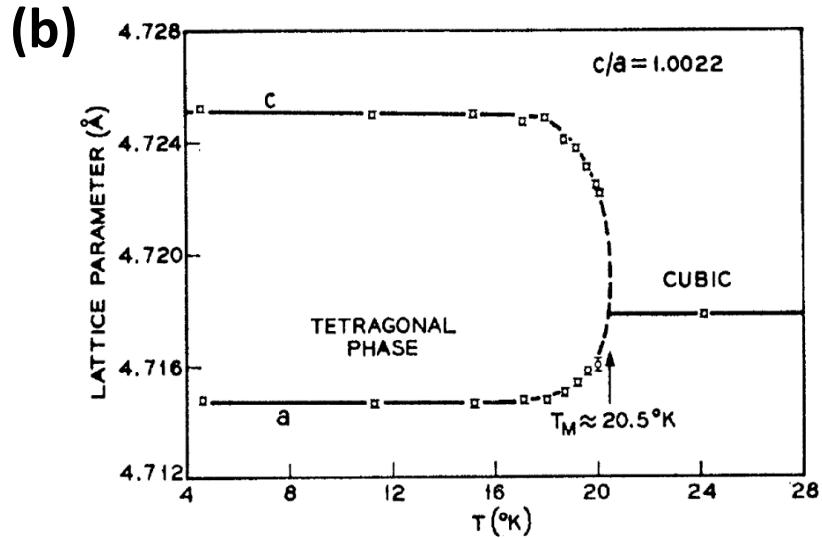 (b)
4.728
c/a = 1.0022
c
4.724
LATTICE PARAMETER (Å)
4.720
CUBIC
TETRAGONAL
PHASE
4.716
a
T_M ≈ 20.5°K
4.712
4 8 12 16 20 24 28
T (°K)